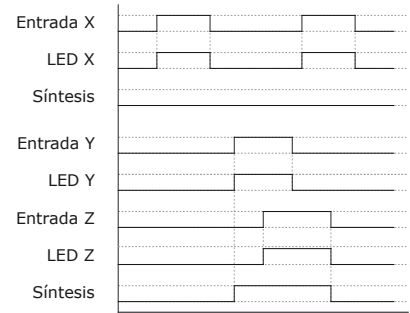 Entrada X
LED X
Síntesis
Entrada Y
LED Y
Entrada Z
LED Z
Síntesis